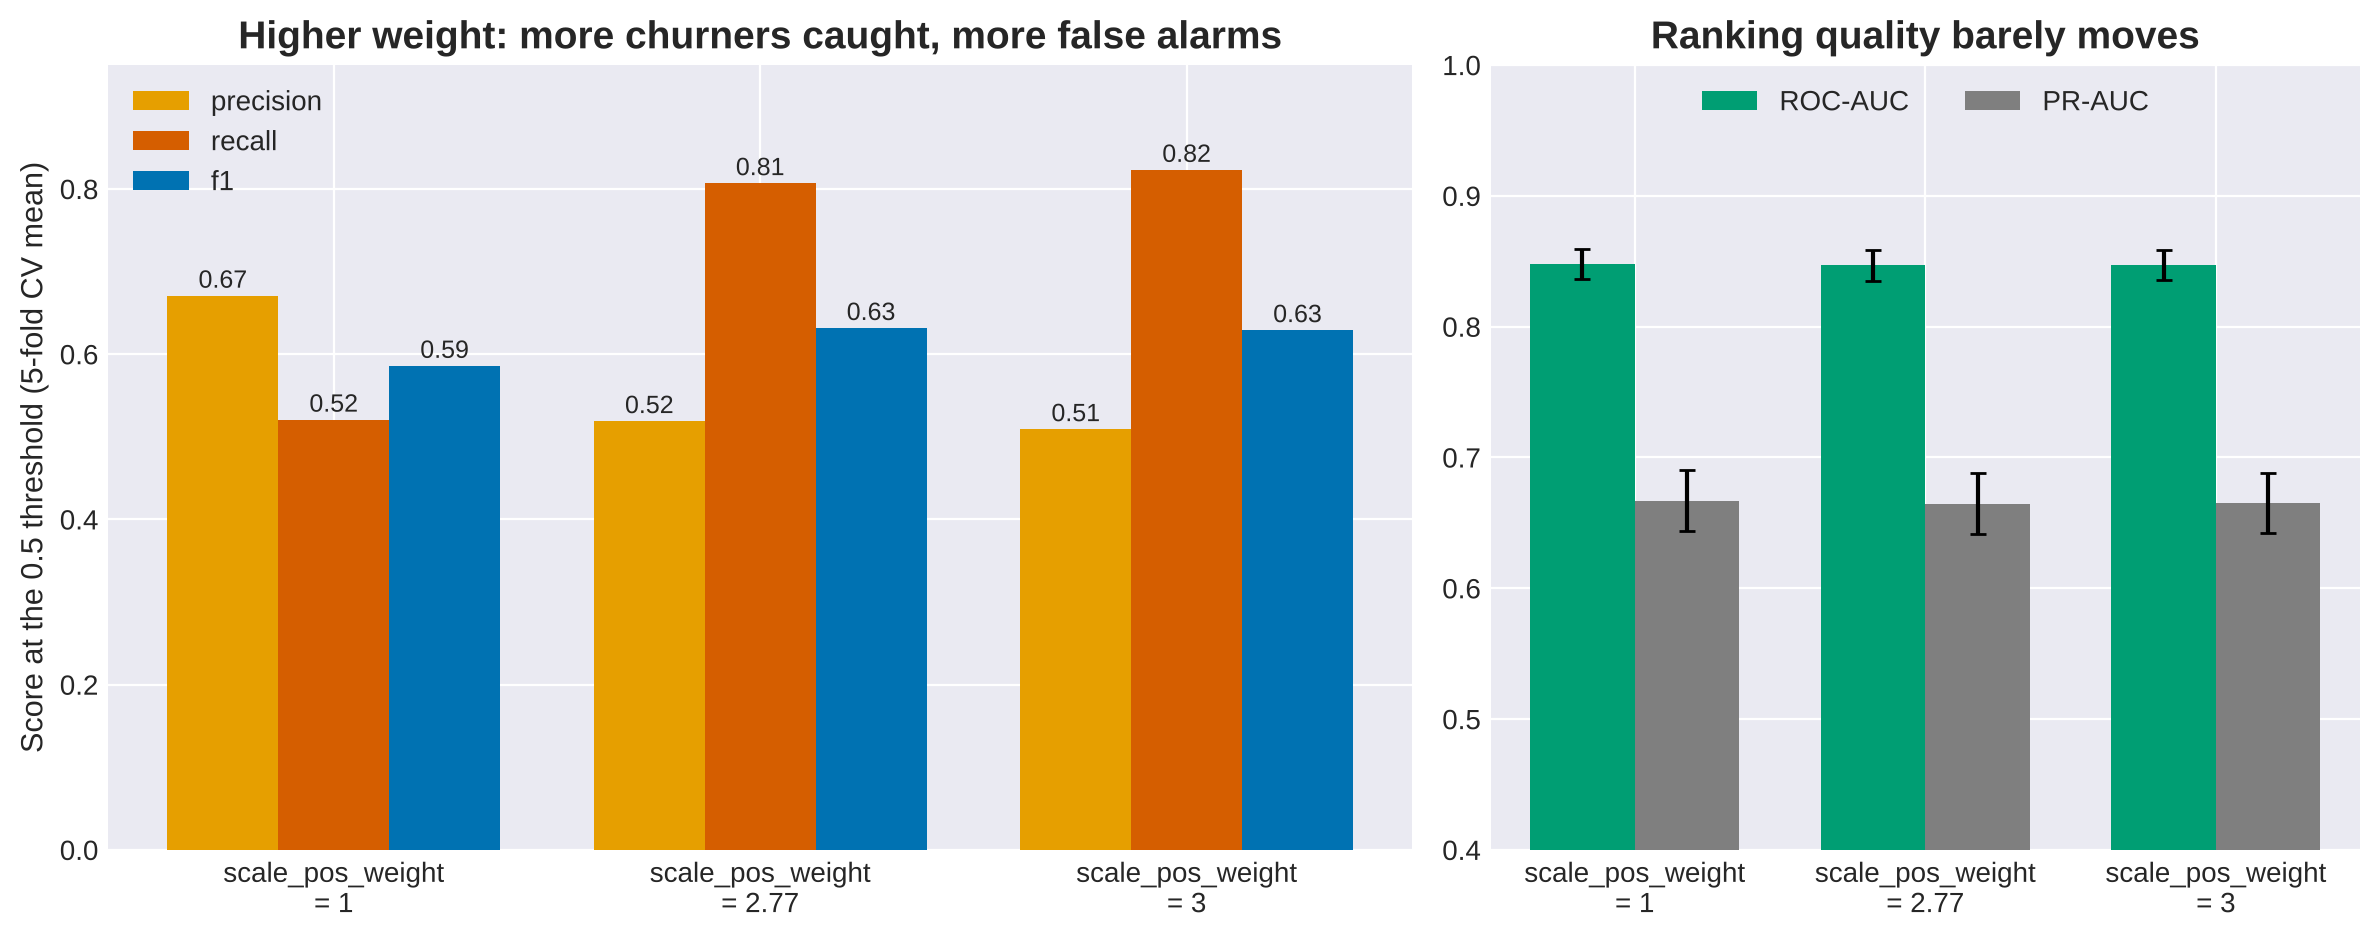 Higher weight: more churners caught, more false alarms
precision
recall
f1
Score at the 0.5 threshold (5-fold CV mean)
0.8
0.6
0.4
0.2
0.0
0.67
0.52
0.59
0.52
0.81
0.63
0.51
0.82
0.63
scale_pos_weight
= 1
scale_pos_weight
= 2.77
scale_pos_weight
= 3
Ranking quality barely moves
ROC-AUC
PR-AUC
1.0
0.9
0.8
0.7
0.6
0.5
0.4
scale_pos_weight
= 1
scale_pos_weight
= 2.77
scale_pos_weight
= 3